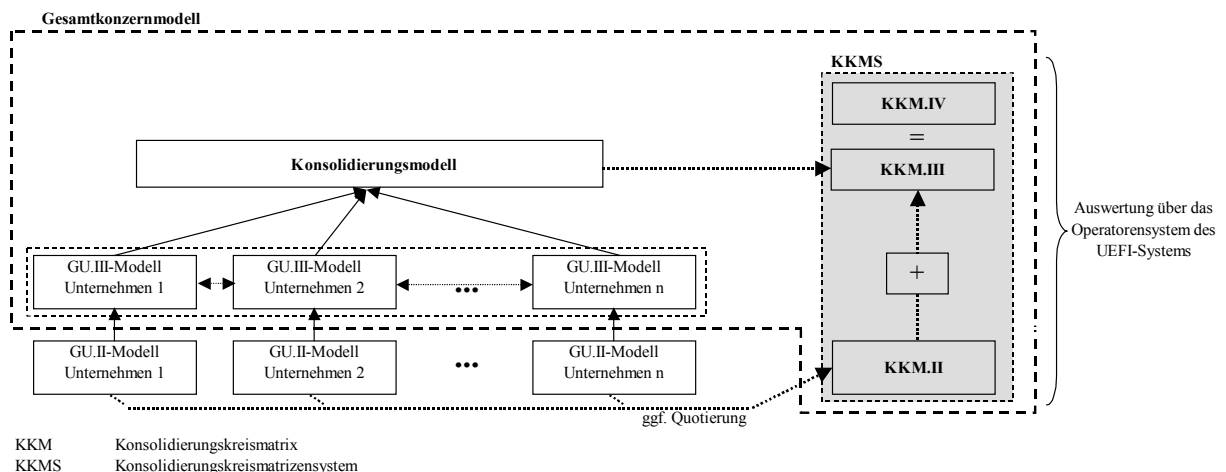 Gesamtkonzernmodell
KKMS
KKM.IV
=
Konsolidierungsmodell
KKM.III
Auswertung über das
Operatorensystem des
UEFI-Systems
+
GU.III-Modell
Unternehmen 1
GU.III-Modell
Unternehmen 2
...
GU.III-Modell
Unternehmen n
GU.II-Modell
Unternehmen 1
GU.II-Modell
Unternehmen 2
...
GU.II-Modell
Unternehmen n
KKM.II
ggf. Quotierung
KKM Konsolidierungskreismatrix
KKMS Konsolidierungskreismatrizensystem